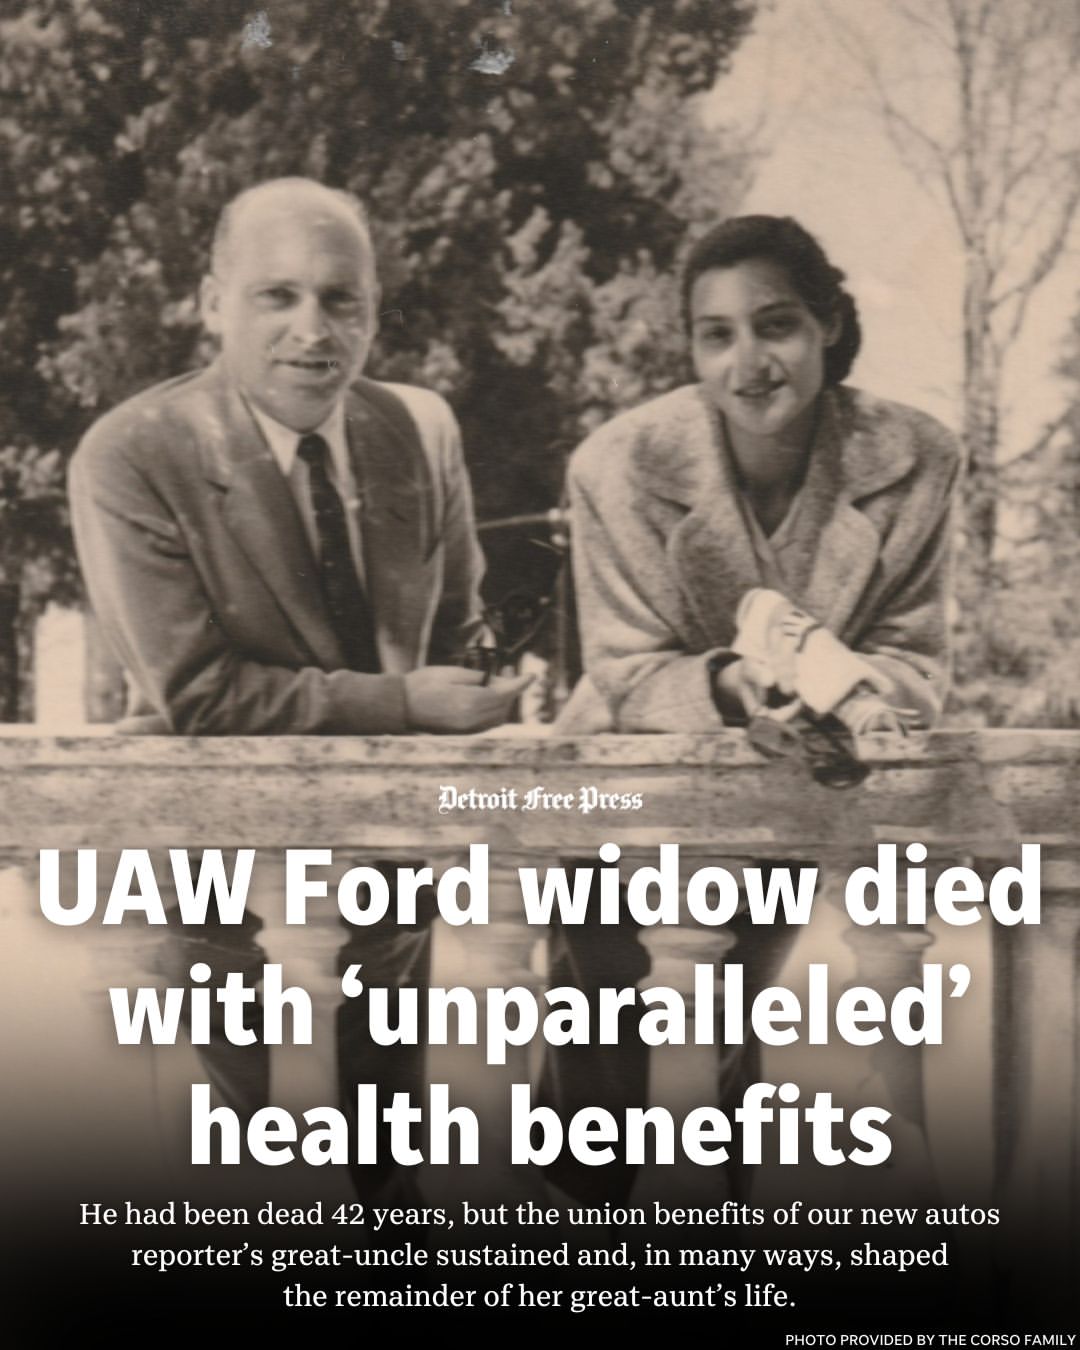 Detroit Free Press
UAW Ford widow died
with ‘unparalleled’
health benefits
He had been dead 42 years, but the union benefits of our new autos
reporter’s great-uncle sustained and, in many ways, shaped
the remainder of her great-aunt’s life.
PHOTO PROVIDED BY THE CORSO FAMILY